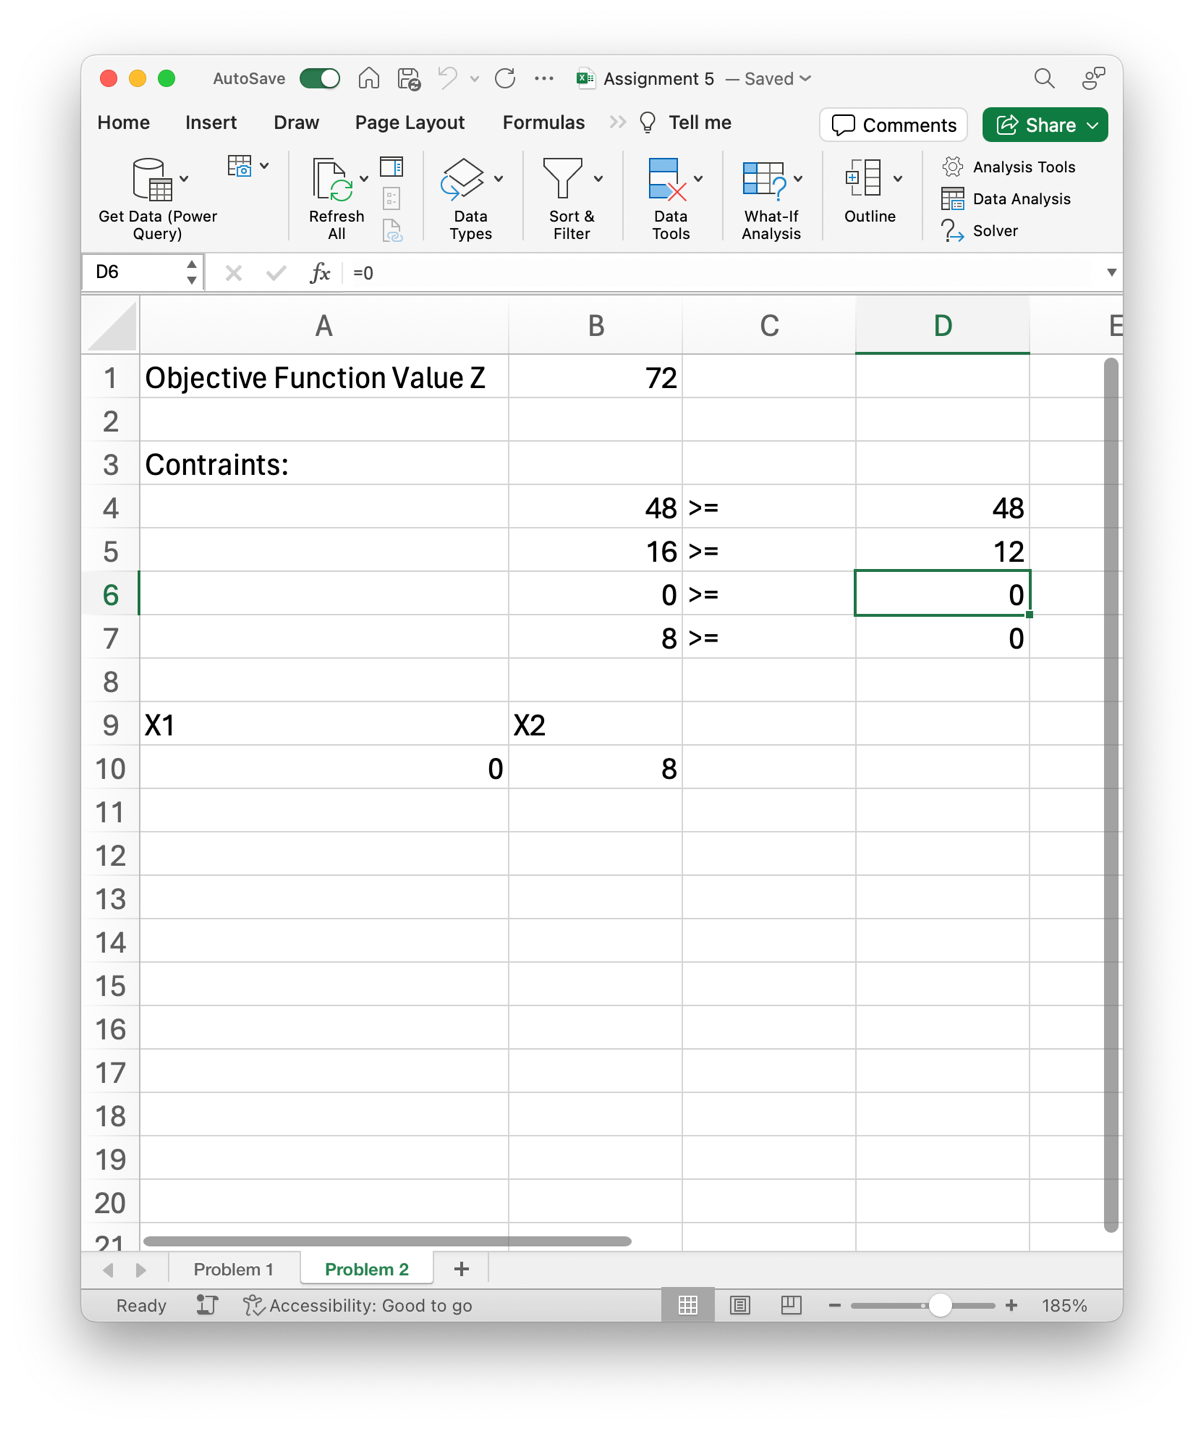 AutoSave Assignment 5 — Saved
Home Insert Draw Page Layout Formulas >> Tell me Comments Share
Get Data (Power Query) Refresh All Data Types Sort & Filter Data Tools What-If Analysis Outline Analysis Tools
Data Analysis
Solver
D6 fx =0
A B C D E
1 Objective Function Value Z 72
2
3 Contraints:
4 48 >= 48
5 16 >= 12
6 0 >= 0
7 8 >= 0
8
9 X1 X2
10 0 8
11
12
13
14
15
16
17
18
19
20
21
Problem 1 Problem 2 +
Ready Accessibility: Good to go − + 185%